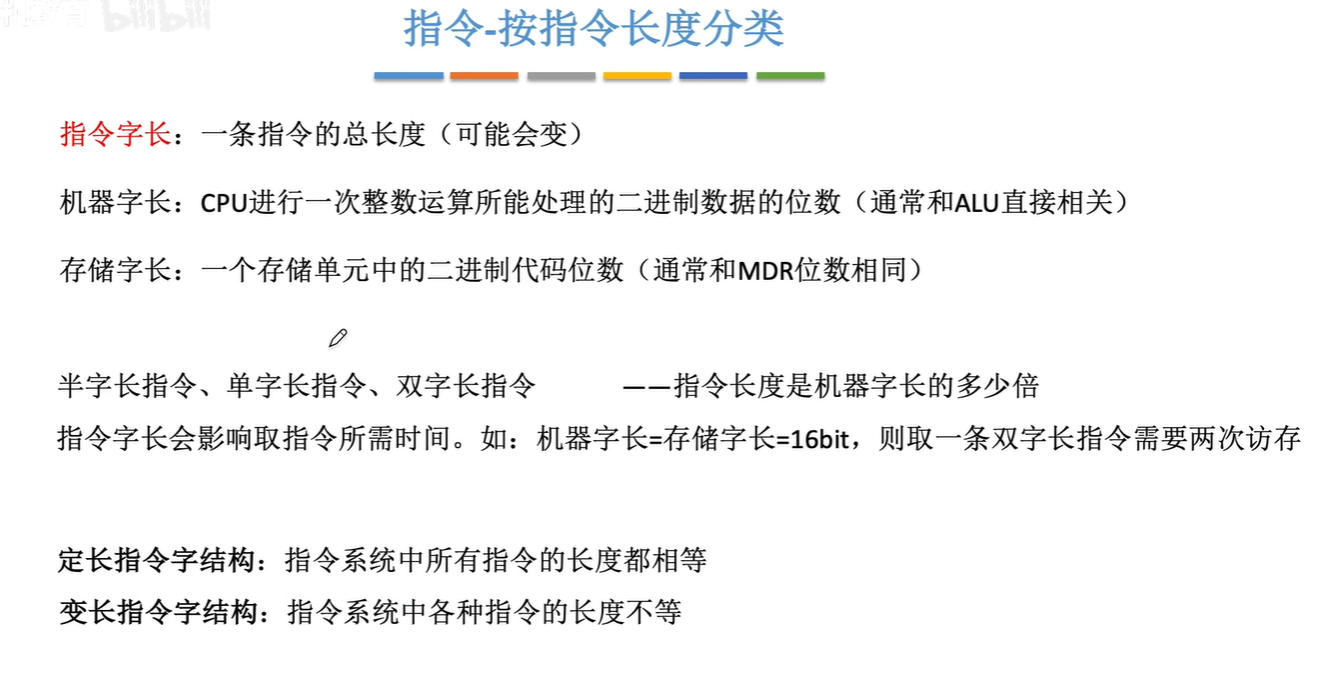 bilibili
指令-按指令长度分类
指令字长：一条指令的总长度（可能会变）
机器字长：CPU进行一次整数运算所能处理的二进制数据的位数（通常和ALU直接相关）
存储字长：一个存储单元中的二进制代码位数（通常和MDR位数相同）
半字长指令、单字长指令、双字长指令 ——指令长度是机器字长的多少倍
指令字长会影响取指令所需时间。如：机器字长=存储字长=16bit，则取一条双字长指令需要两次访存
定长指令字结构：指令系统中所有指令的长度都相等
变长指令字结构：指令系统中各种指令的长度不等